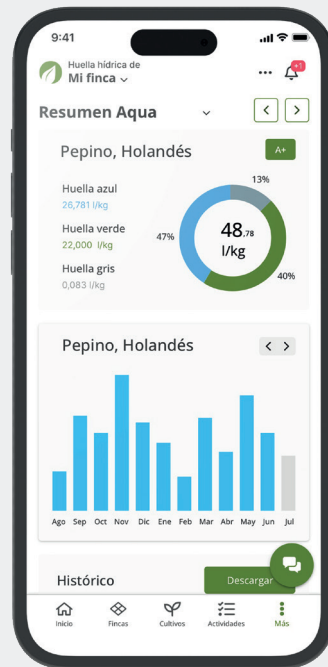 9:41
Huella hídrica de
Mi finca
+1
Resumen Aqua
Pepino, Holandés
A+
Huella azul
26,781 l/kg
Huella verde
22,000 l/kg
Huella gris
0,083 l/kg
13%
47%
48.78
l/kg
40%
Pepino, Holandés
Ago Sep Oct Nov Dic Ene Feb Mar Abr May Jun Jul
Histórico
Descargar
Inicio Fincas Cultivos Actividades Más